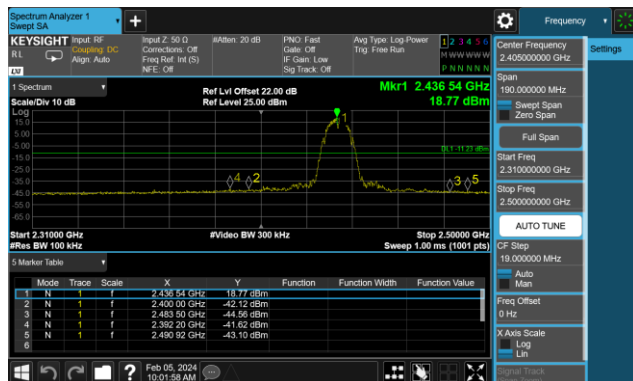 Spectrum Analyzer 1
Swept SA
Frequency
KEYSIGHT Input: RF
RL
Coupling: DC
Align: Auto
LXI
Input Z: 50 Ω
Corrections: Off
Freq Ref: Int (S)
NFE: Off
#Atten: 20 dB
PNO: Fast
Gate: Off
IF Gain: Low
Sig Track: Off
Avg Type: Log-Power
Trig: Free Run
1 2 3 4 5 6
M W W W W W
P N N N N N
Center Frequency
2.405000000 GHz
Settings
1 Spectrum
Scale/Div 10 dB
Ref Lvl Offset 22.00 dB
Ref Level 25.00 dBm
Mkr1 2.436 54 GHz
18.77 dBm
Span
190.000000 MHz
Swept Span
Zero Span
Full Span
Start Freq
2.310000000 GHz
Stop Freq
2.500000000 GHz
AUTO TUNE
CF Step
19.000000 MHz
Auto
Man
Freq Offset
0 Hz
X Axis Scale
Log
Lin
Signal Track
Log
15.0
5.00
-5.00
-15.0
-25.0
-35.0
-45.0
-55.0
-65.0
1
DL1 -11.23 dBm
4 2
3 5
Start 2.31000 GHz
#Res BW 100 kHz
#Video BW 300 kHz
Stop 2.50000 GHz
Sweep 1.00 ms (1001 pts)
5 Marker Table
Mode Trace Scale X Y Function Function Width Function Value
1 N 1 f 2.436 54 GHz 18.77 dBm
2 N 1 f 2.400 00 GHz -42.12 dBm
3 N 1 f 2.483 50 GHz -44.56 dBm
4 N 1 f 2.392 20 GHz -41.62 dBm
5 N 1 f 2.490 92 GHz -43.10 dBm
6
Feb 05, 2024
10:01:58 AM